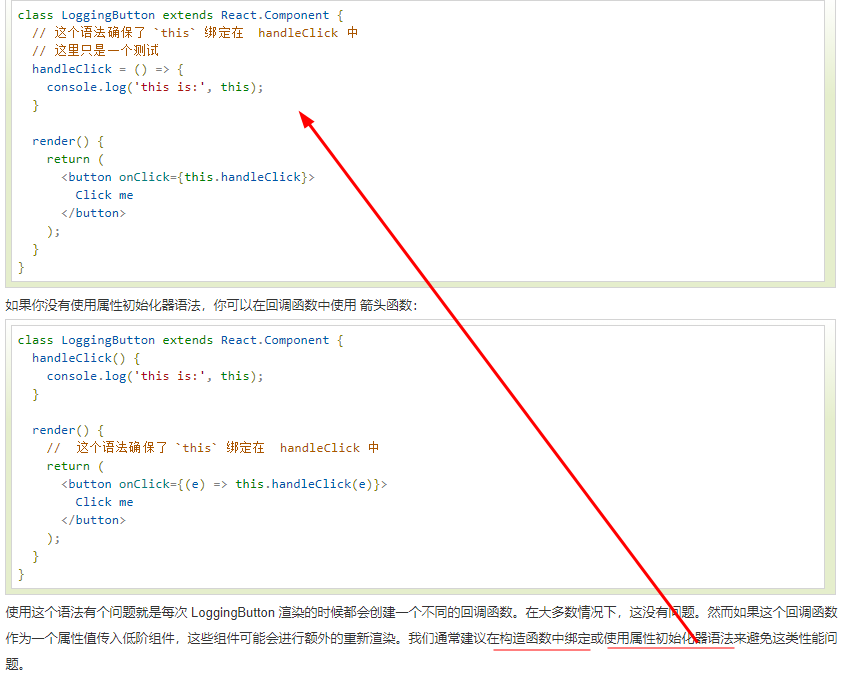 class LoggingButton extends React.Component {
// 这个语法确保了 `this` 绑定在  handleClick 中
// 这里只是一个测试
handleClick = () => {
console.log('this is:', this);
}
render() {
return (
<button onClick={this.handleClick}>
Click me
</button>
);
}
}
如果你没有使用属性初始化器语法，你可以在回调函数中使用 箭头函数：
class LoggingButton extends React.Component {
handleClick() {
console.log('this is:', this);
}
render() {
//  这个语法确保了 `this` 绑定在  handleClick 中
return (
<button onClick={(e) => this.handleClick(e)}>
Click me
</button>
);
}
}
使用这个语法有个问题就是每次 LoggingButton 渲染的时候都会创建一个不同的回调函数。在大多数情况下，这没有问题。然而如果这个回调函数
作为一个属性值传入低阶组件，这些组件可能会进行额外的重新渲染。我们通常建议在构造函数中绑定或使用属性初始化器语法来避免这类性能问
题。